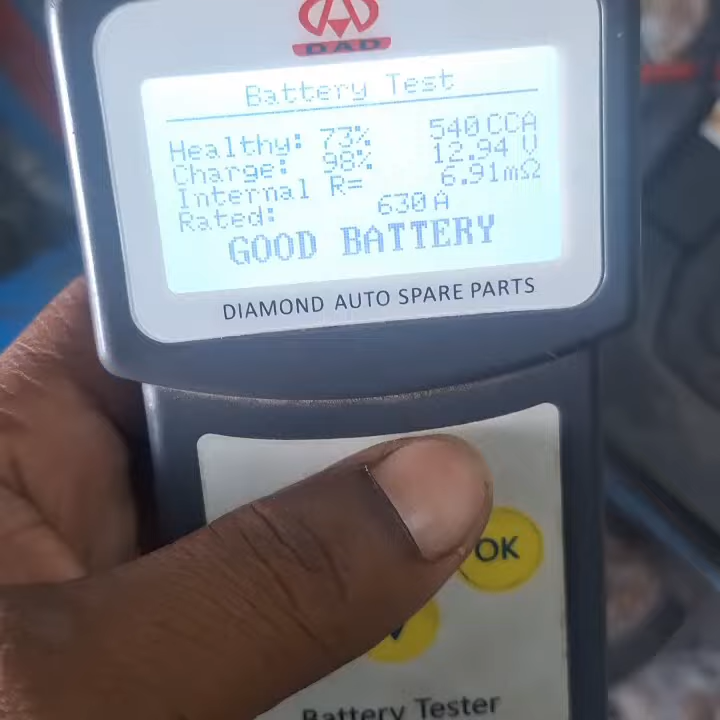 DAD
Battery Test
Healthy: 73% 540 CCA
Charge: 98% 12.94 V
Internal R= 6.91mΩ
Rated: 630 A
GOOD BATTERY
DIAMOND AUTO SPARE PARTS
OK
Battery Tester